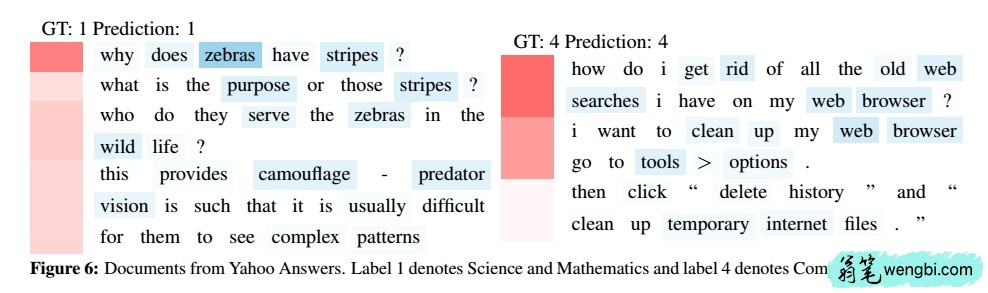 GT: 1 Prediction: 1
why does zebras have stripes ?
what is the purpose or those stripes ?
who do they serve the zebras in the
wild life ?
this provides camouflage - predator
vision is such that it is usually difficult
for them to see complex patterns
GT: 4 Prediction: 4
how do i get rid of all the old web
searches i have on my web browser ?
i want to clean up my web browser
go to tools > options .
then click “ delete history ” and “
clean up temporary internet files . ”
Figure 6: Documents from Yahoo Answers. Label 1 denotes Science and Mathematics and label 4 denotes Com
翁笔 wengbi.com